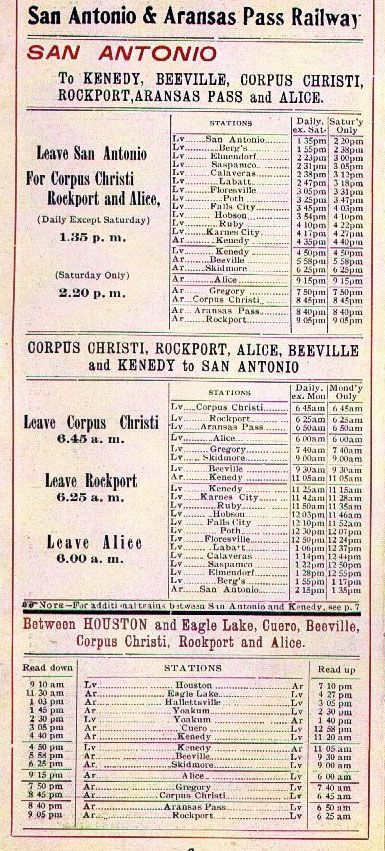 San Antonio & Aransas Pass Railway
SAN ANTONIO
To KENEDY, BEEVILLE, CORPUS CHRISTI,
ROCKPORT, ARANSAS PASS and ALICE.
Leave San Antonio
For Corpus Christi
Rockport and Alice,
(Daily Except Saturday)
1.35 p. m.
(Saturday Only)
2.20 p. m.
STATIONS Daily. ex. Sat- Satur'y Only
Lv San Antonio 1 35pm 2 20pm
Lv Berg's 1 55pm 2 38pm
Lv Elmendorf 2 23pm 3 00pm
Lv Saspamco 2 31pm 3 05pm
Lv Calaveras 2 38pm 3 12pm
Lv Labatt 2 47pm 3 18pm
Lv Floresville 3 05pm 3 31pm
Lv Poth 3 25pm 3 47pm
Lv Falls City 3 45pm 4 03pm
Lv Hobson 3 54pm 4 10pm
Lv Ruby 4 10pm 4 22pm
Lv Karnes City 4 17pm 4 27pm
Ar Kenedy 4 35pm 4 40pm
Lv Kenedy 4 50pm 4 50pm
Ar Beeville 5 58pm 5 58pm
Ar Skidmore 6 25pm 6 25pm
Ar Alice 9 15pm 9 15pm
Ar Gregory 7 50pm 7 50pm
Ar Corpus Christi 8 45pm 8 45pm
Ar Aransas Pass 8 40pm 8 40pm
Ar Rockport 9 05pm 9 05pm
CORPUS CHRISTI, ROCKPORT, ALICE, BEEVILLE
and KENEDY to SAN ANTONIO
Leave Corpus Christi
6.45 a. m.
Leave Rockport
6.25 a. m.
Leave Alice
6.00 a. m.
STATIONS Daily. ex. Mon Mond'y Only
Lv Corpus Christi 6 45am 6 45am
Lv Rockport 6 25am 6 25am
Lv Aransas Pass 6 50am 6 50am
Lv Alice 6 00am 6 00am
Lv Gregory 7 40am 7 40am
Lv Skidmore 9 00am 9 00am
Lv Beeville 9 30am 9 30am
Ar Kenedy 11 05am 11 05am
Lv Kenedy 11 25am 11 15am
Lv Karnes City 11 42am 11 28am
Lv Ruby 11 50am 11 35am
Lv Hobson 12 03pm 11 46am
Lv Falls City 12 10pm 11 52am
Lv Poth 12 30pm 12 07pm
Lv Floresville 12 50pm 12 24pm
Lv Labatt 1 06pm 12 37pm
Lv Calaveras 1 14pm 12 44pm
Lv Saspamco 1 22pm 12 50pm
Lv Elmendorf 1 28pm 12 55pm
Lv Berg's 1 55pm 1 17pm
Ar San Antonio 2 15pm 1 35pm
NOTE—For additional trains between San Antonio and Kenedy, see p. 7
Between HOUSTON and Eagle Lake, Cuero, Beeville,
Corpus Christi, Rockport and Alice.
Read down STATIONS Read up
9 10 am Lv Houston Ar 7 10 pm
11 30 am Ar Eagle Lake Lv 4 27 pm
1 03 pm Ar Hallettsville Lv 3 05 pm
1 45 pm Ar Yoakum Lv 2 30 pm
2 30 pm Lv Yoakum Ar 1 40 pm
3 05 pm Ar Cuero Lv 12 58 pm
4 40 pm Ar Kenedy Lv 11 20 am
4 50 pm Lv Kenedy Ar 11 05 am
5 58 pm Ar Beeville Lv 9 30 am
6 25 pm Ar Skidmore Lv 9 00 am
9 15 pm Ar Alice Lv 6 00 am
7 50 pm Ar Gregory Lv 7 40 am
8 45 pm Ar Corpus Christi Lv 6 45 am
8 40 pm Ar Aransas Pass Lv 6 50 am
9 05 pm Ar Rockport Lv 6 25 am